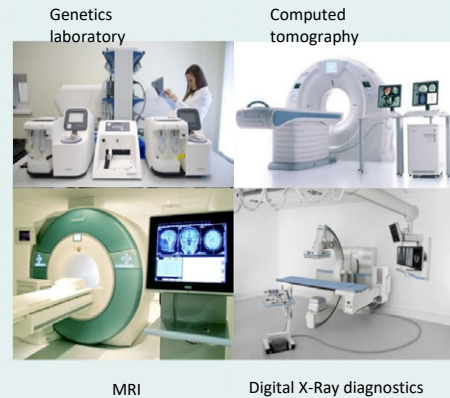 Genetics
laboratory
Computed
tomography
MRI
Digital X-Ray diagnostics